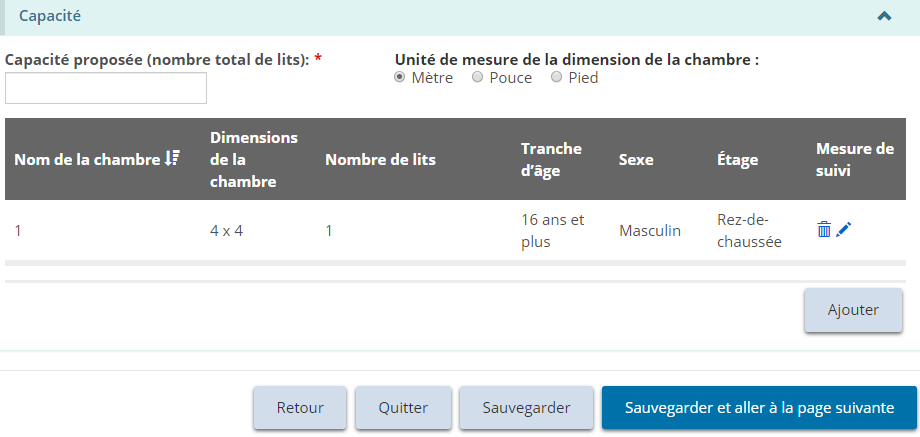 Capacité
Capacité proposée (nombre total de lits): *
Unité de mesure de la dimension de la chambre :
Mètre Pouce Pied
Nom de la chambre
Dimensions
de la
chambre
Nombre de lits
Tranche
d’âge
Sexe
Étage
Mesure de
suivi
1
4 x 4
1
16 ans et
plus
Masculin
Rez-de-
chaussée
Ajouter
Retour
Quitter
Sauvegarder
Sauvegarder et aller à la page suivante